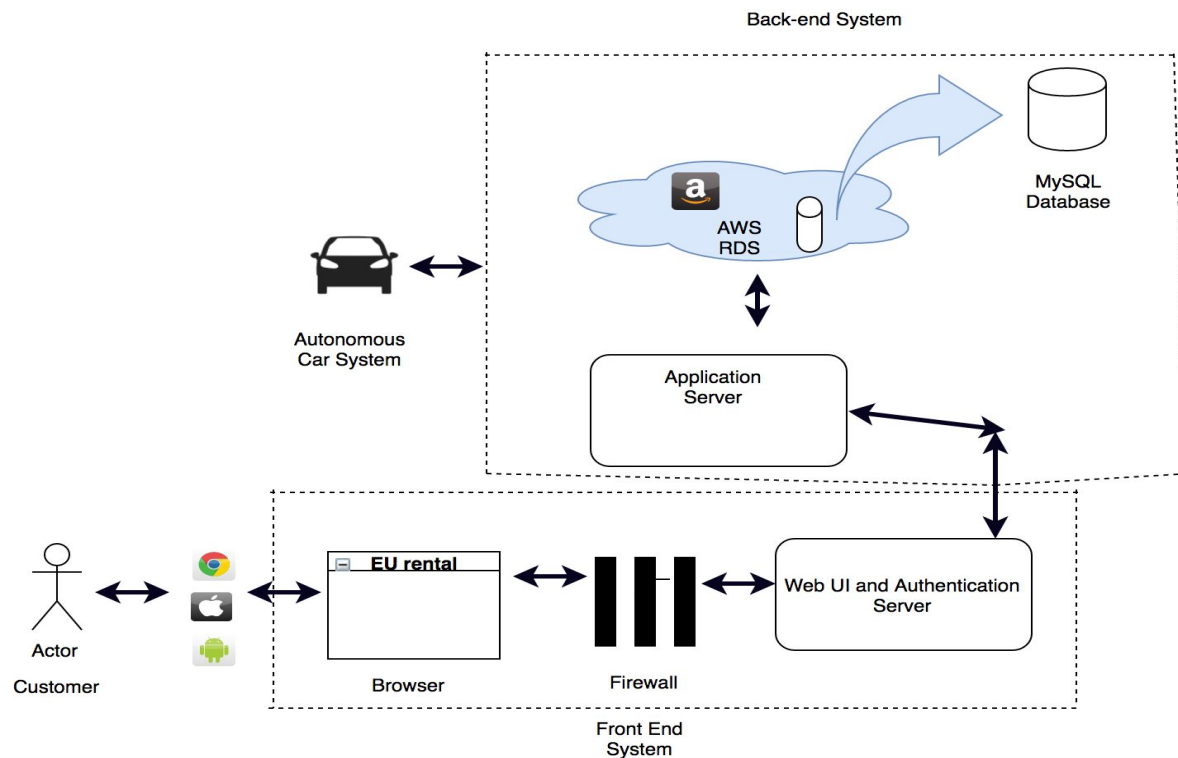 Back-end System
MySQL
Database
a
AWS
RDS
Autonomous
Car System
Application
Server
EU rental
Web UI and Authentication
Server
Actor
Customer
Browser
Firewall
Front End
System